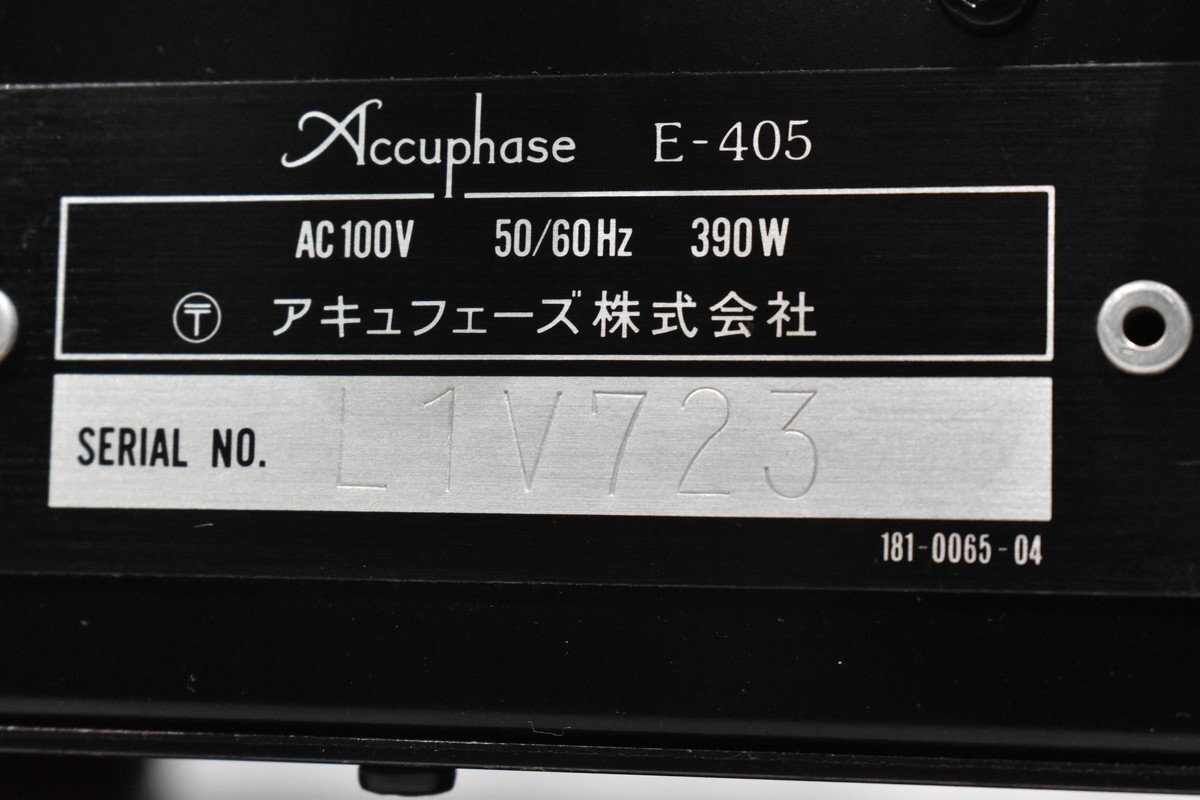 Accuphase E-405
AC100V 50/60Hz 390W
〶 アキュフェーズ株式会社
SERIAL NO. L1V723
181-0065-04